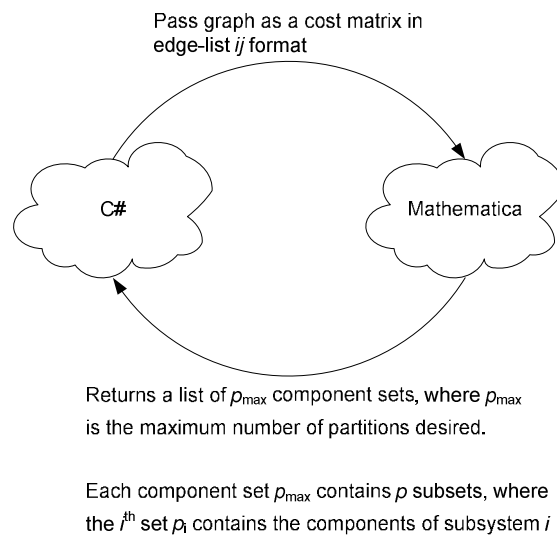 Pass graph as a cost matrix in
edge-list ij format
C#
Mathematica
Returns a list of pmax component sets, where pmax
is the maximum number of partitions desired.
Each component set pmax contains p subsets, where
the ith set pi contains the components of subsystem i